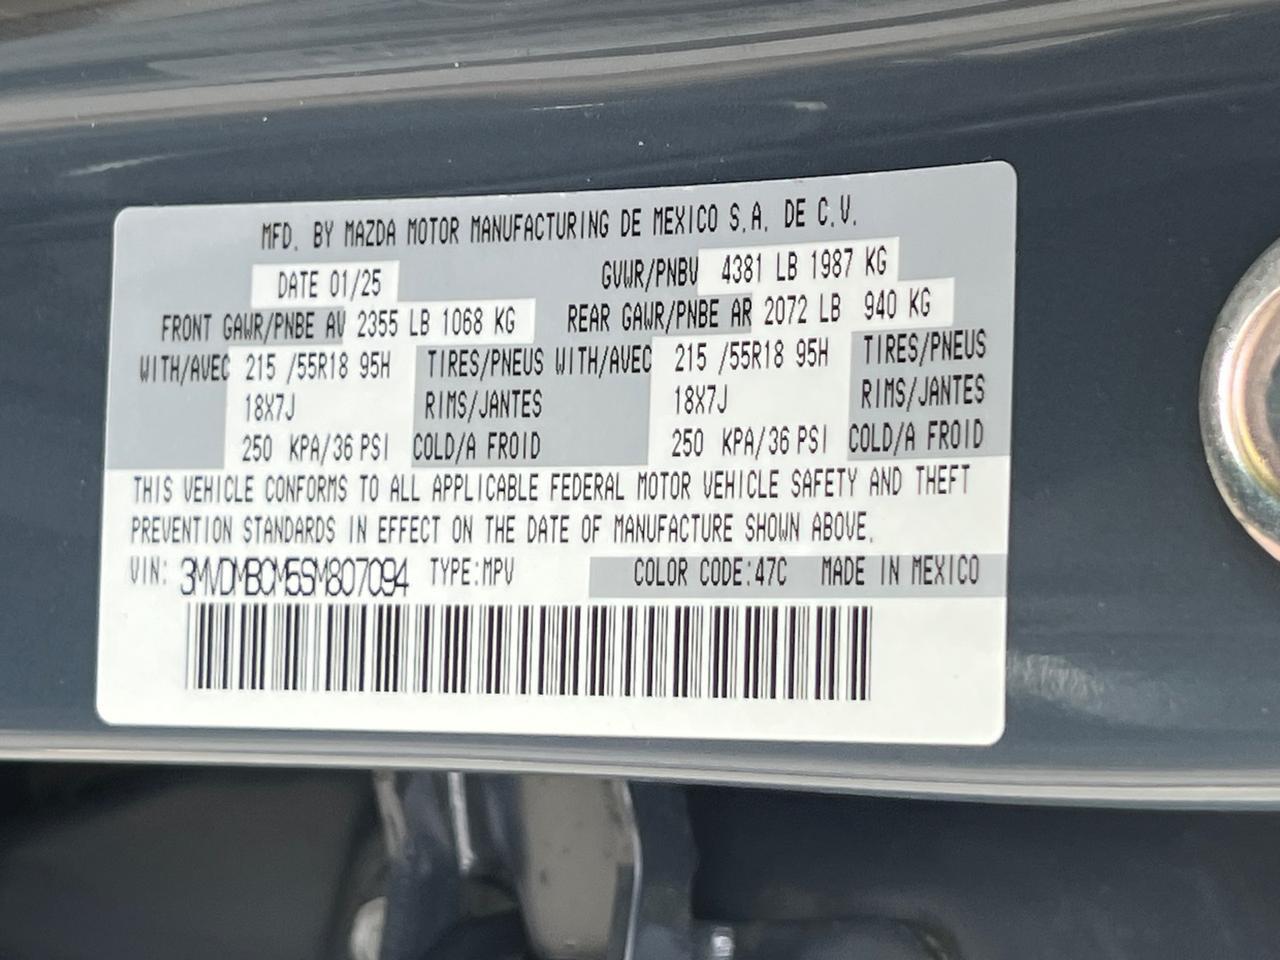 MFD. BY MAZDA MOTOR MANUFACTURING DE MEXICO S.A. DE C.V.
DATE 01/25 GVWR/PNBV 4381 LB 1987 KG
FRONT GAWR/PNBE AV 2355 LB 1068 KG REAR GAWR/PNBE AR 2072 LB 940 KG
WITH/AVEC 215 /55R18 95H TIRES/PNEUS WITH/AVEC 215 /55R18 95H TIRES/PNEUS
18X7J RIMS/JANTES 18X7J RIMS/JANTES
250 KPA/36 PSI COLD/A FROID 250 KPA/36 PSI COLD/A FROID
THIS VEHICLE CONFORMS TO ALL APPLICABLE FEDERAL MOTOR VEHICLE SAFETY AND THEFT
PREVENTION STANDARDS IN EFFECT ON THE DATE OF MANUFACTURE SHOWN ABOVE.
VIN: 3MVDMBCM5SM807094 TYPE:MPV COLOR CODE:47C MADE IN MEXICO